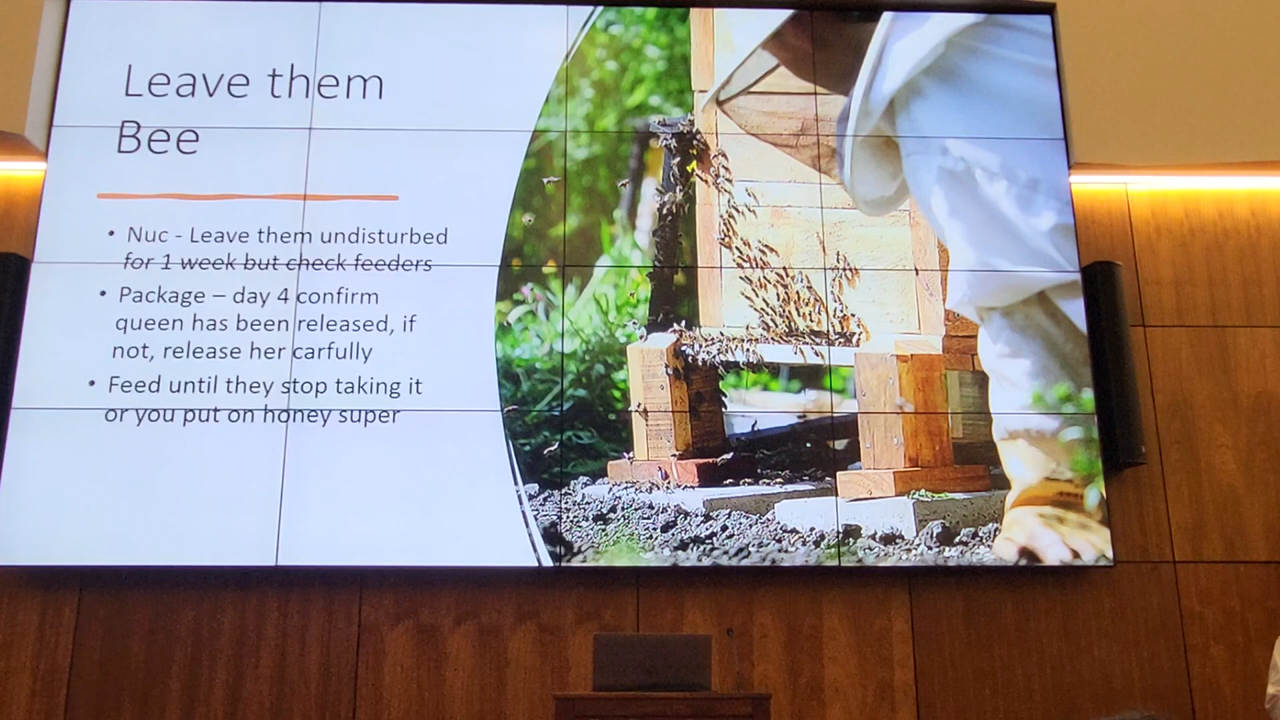 Leave them
Bee
• Nuc - Leave them undisturbed
for 1 week but check feeders
• Package – day 4 confirm
queen has been released, if
not, release her carfully
• Feed until they stop taking it
or you put on honey super